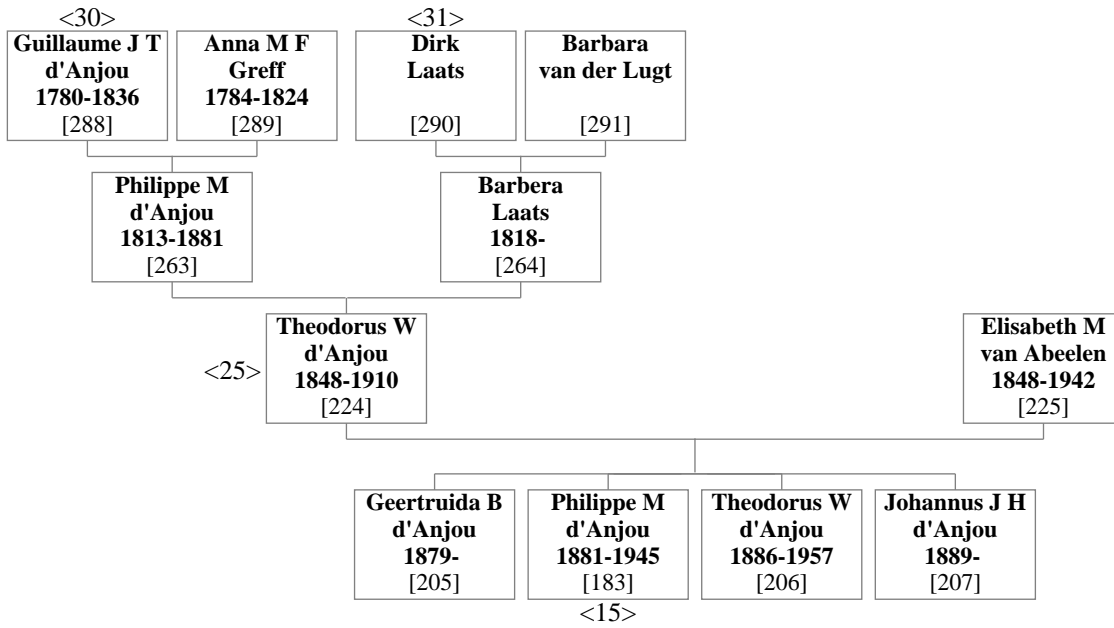 <30>
Guillaume J T
d'Anjou
1780-1836
[288]
Anna M F
Greff
1784-1824
[289]
<31>
Dirk
Laats
[290]
Barbara
van der Lugt
[291]
Philippe M
d'Anjou
1813-1881
[263]
Barbera
Laats
1818-
[264]
<25>
Theodorus W
d'Anjou
1848-1910
[224]
Elisabeth M
van Abeelen
1848-1942
[225]
Geertruida B
d'Anjou
1879-
[205]
Philippe M
d'Anjou
1881-1945
[183]
<15>
Theodorus W
d'Anjou
1886-1957
[206]
Johannus J H
d'Anjou
1889-
[207]